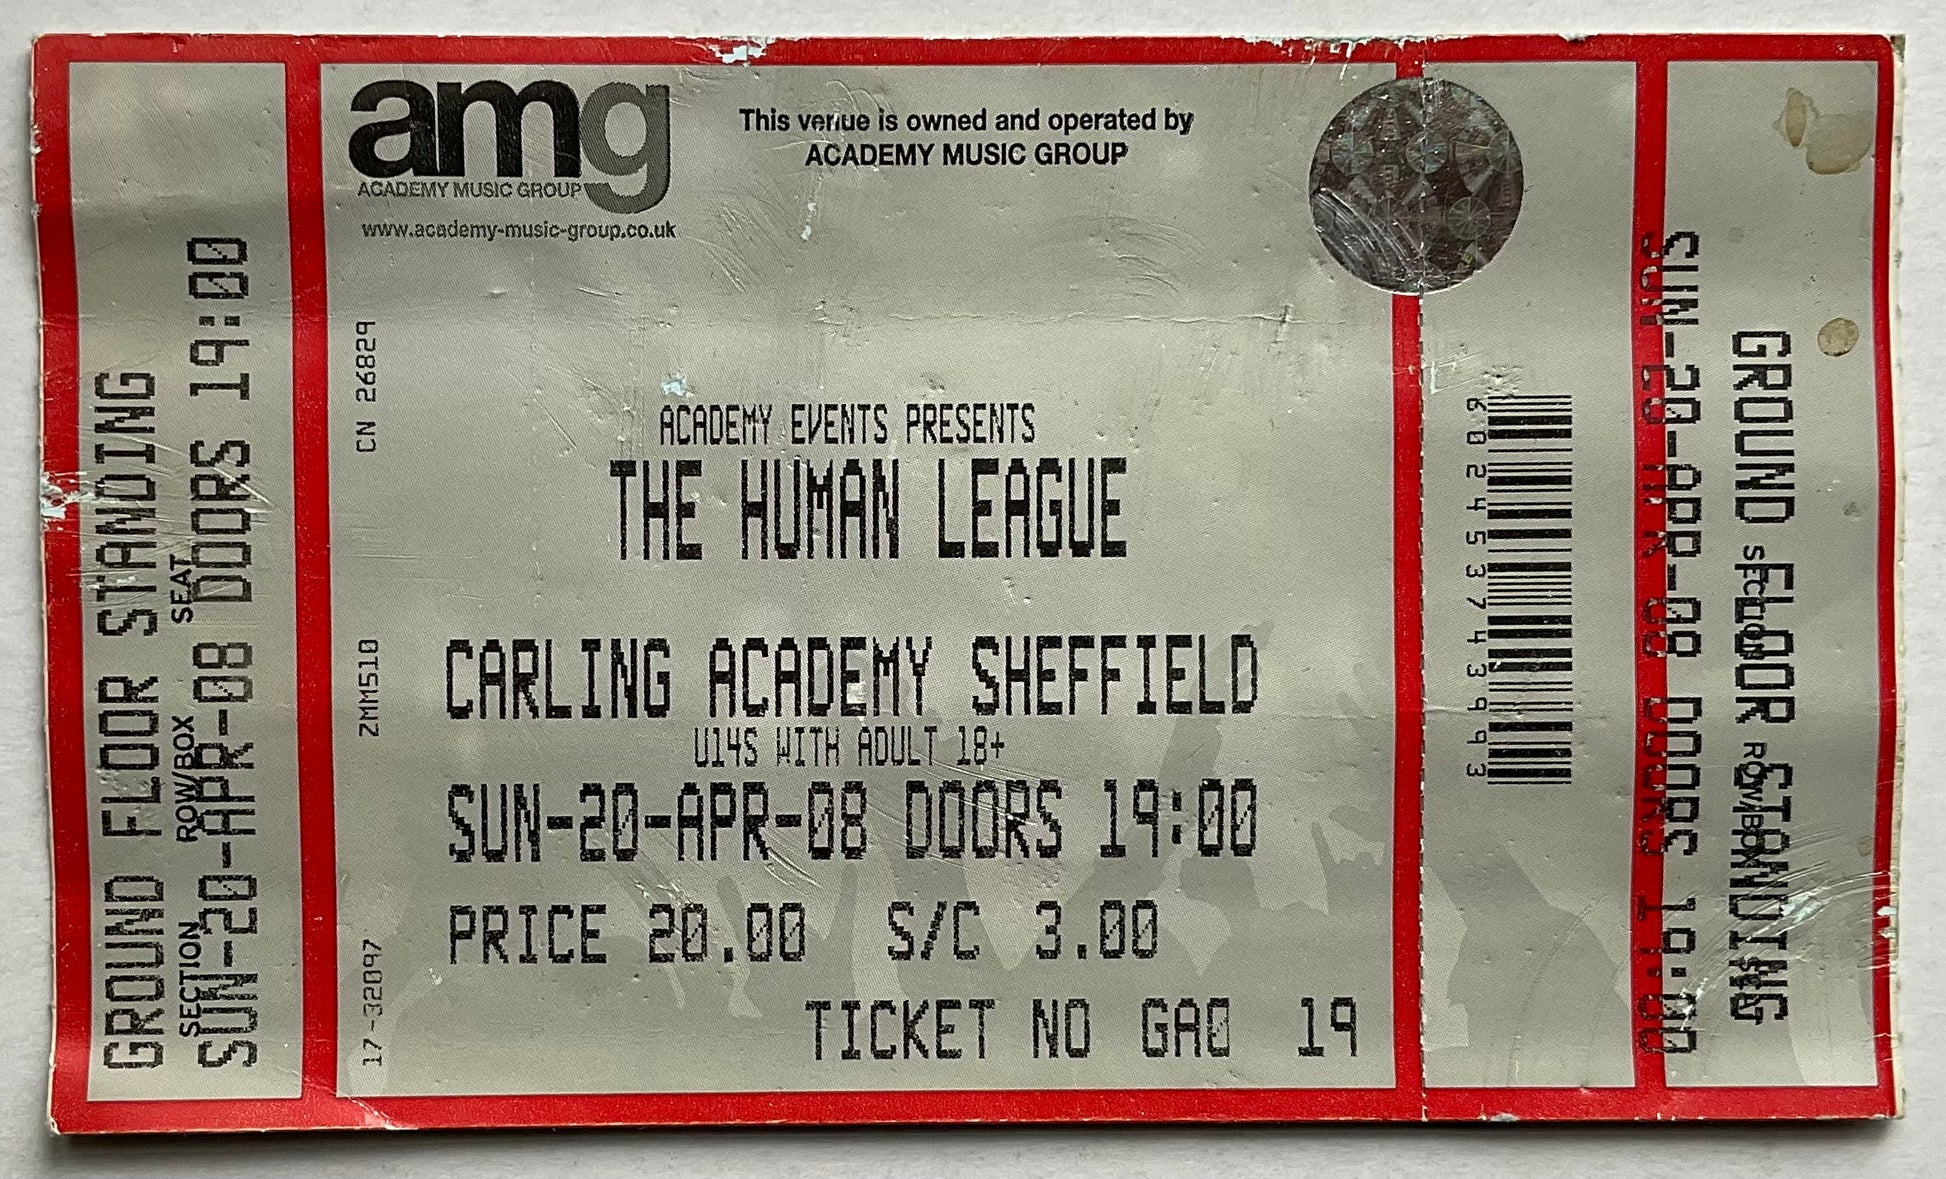 GROUND FLOOR STANDING
SECTION ROW/BOX SEAT
SUN-20-APR-08 DOORS 19:00
amg
ACADEMY MUSIC GROUP
www.academy-music-group.co.uk
This venue is owned and operated by
ACADEMY MUSIC GROUP
CN 26829
ZMM510
17-32097
ACADEMY EVENTS PRESENTS
THE HUMAN LEAGUE
CARLING ACADEMY SHEFFIELD
U14S WITH ADULT 18+
SUN-20-APR-08 DOORS 19:00
PRICE 20.00 S/C 3.00
TICKET NO GA0 19
602453743993
GROUND FLOOR STANDING
SECTION ROW/BOX SEAT
SUN-20-APR-08 DOORS 19:00